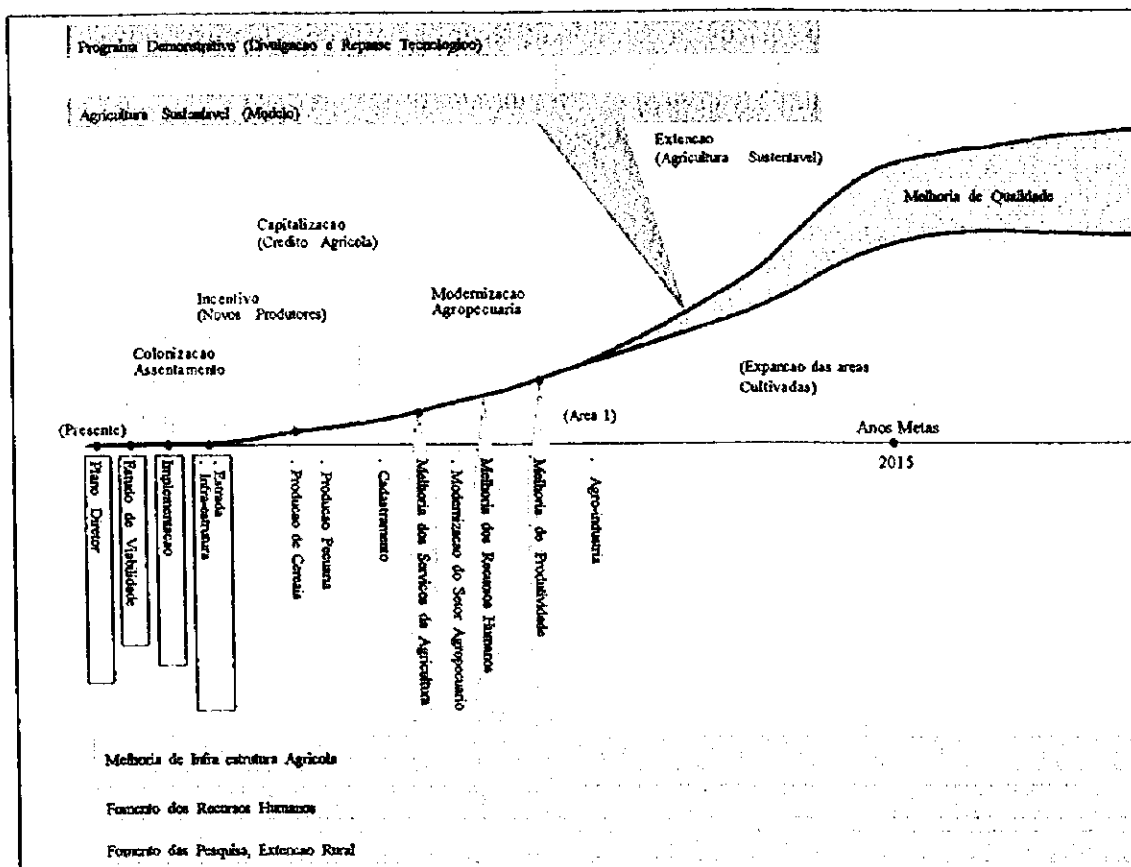 Programa Demonstrativo (Divulgacao e Repasse Tecnologico)
Agricultura Sustentavel (Modelo)
Extencao
(Agricultura Sustentavel)
Melhoria de Qualidade
Capitalizacao
(Credito Agricola)
Incentivo
(Novos Produtores)
Modernizacao
Agropecuaria
Colonizacao
Assentamento
(Expancao das areas
Cultivadas)
(Presente)
(Area 1)
Anos Metas
2015
Plano Diretor
Estudo de Viabilidade
Implementacao
. Estrada
. Infra-estrutura
. Producao de Cereais
. Producao Pecuaria
. Cadastramento
Melhoria dos Servicos da Agricultura
. Modernizacao do Setor Agropecuario
Melhoria dos Recursos Humanos
Melhoria de Produtividade
. Agro-industria
Melhoria de Infra estrutura Agricola
Fomento dos Recursos Humanos
Fomento das Pesquisa, Extencao Rural